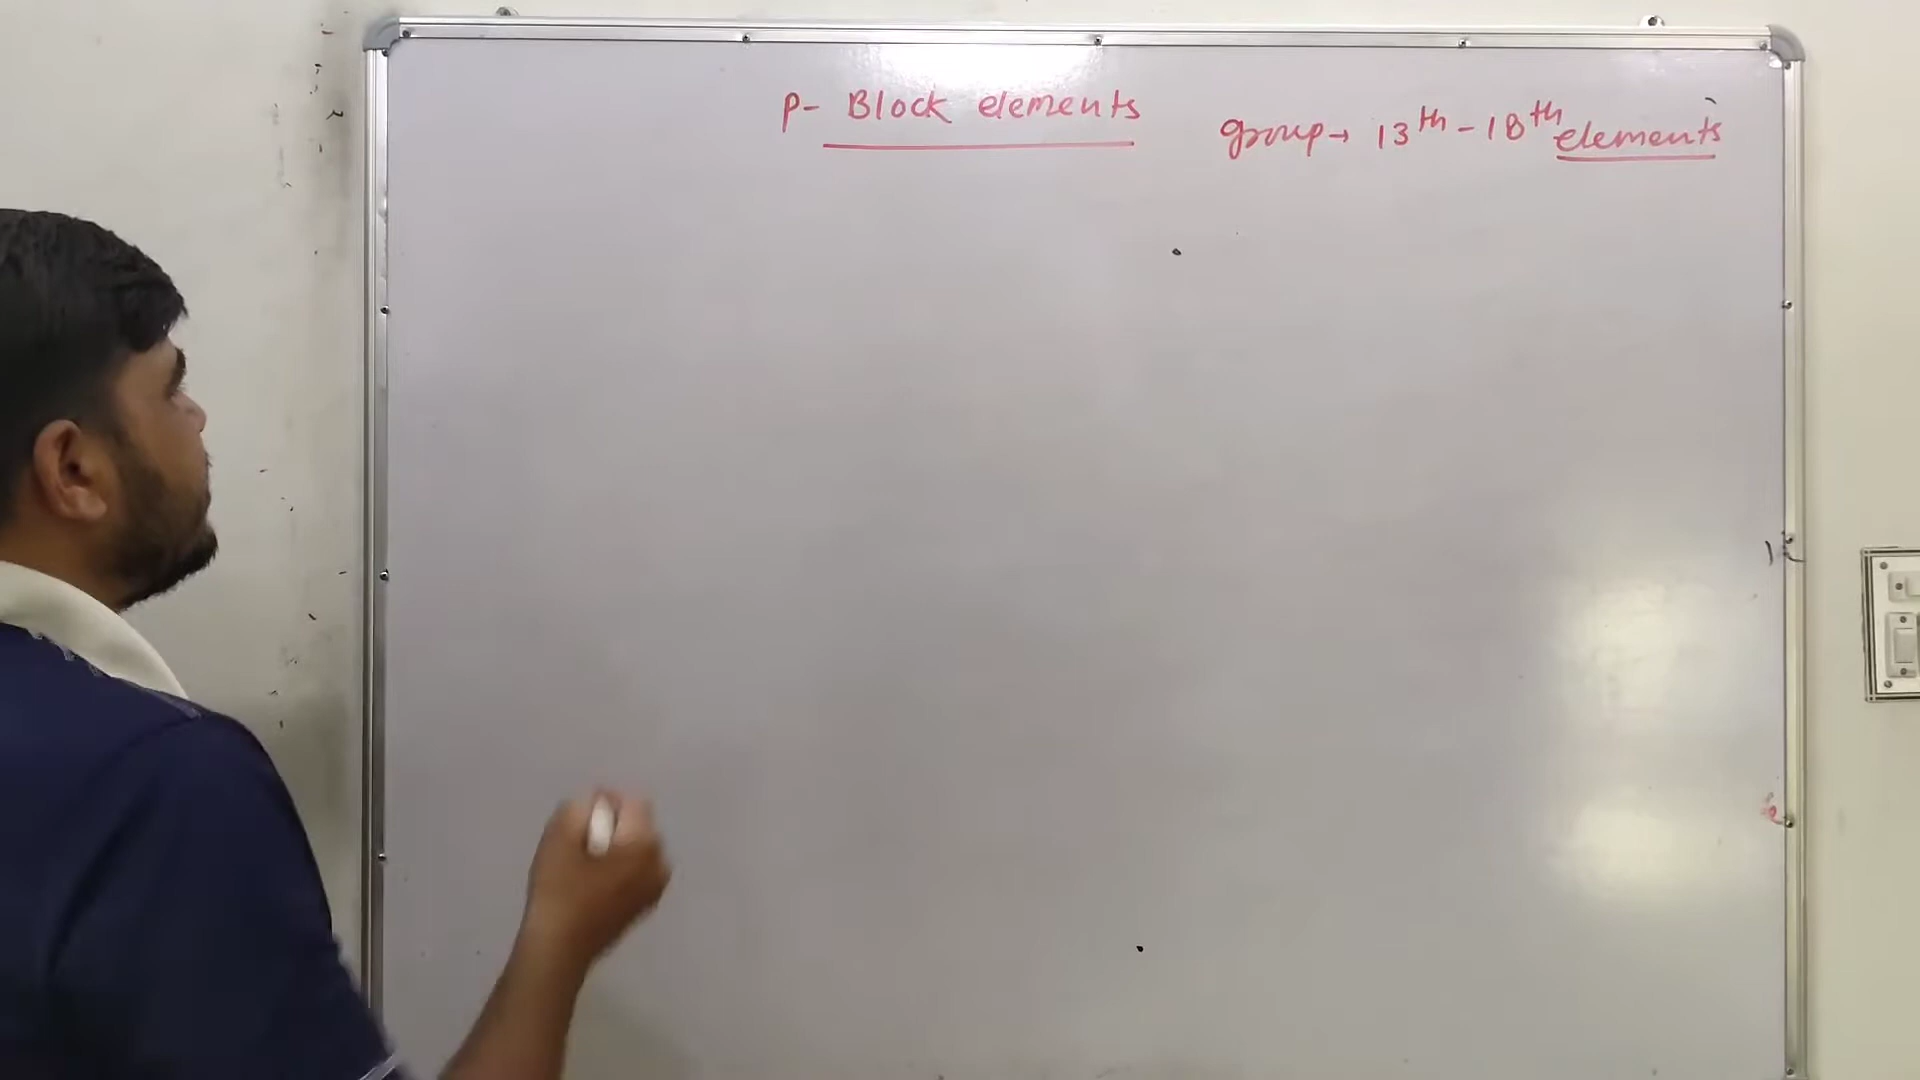 p- Block elements
group→ 13th - 18th elements